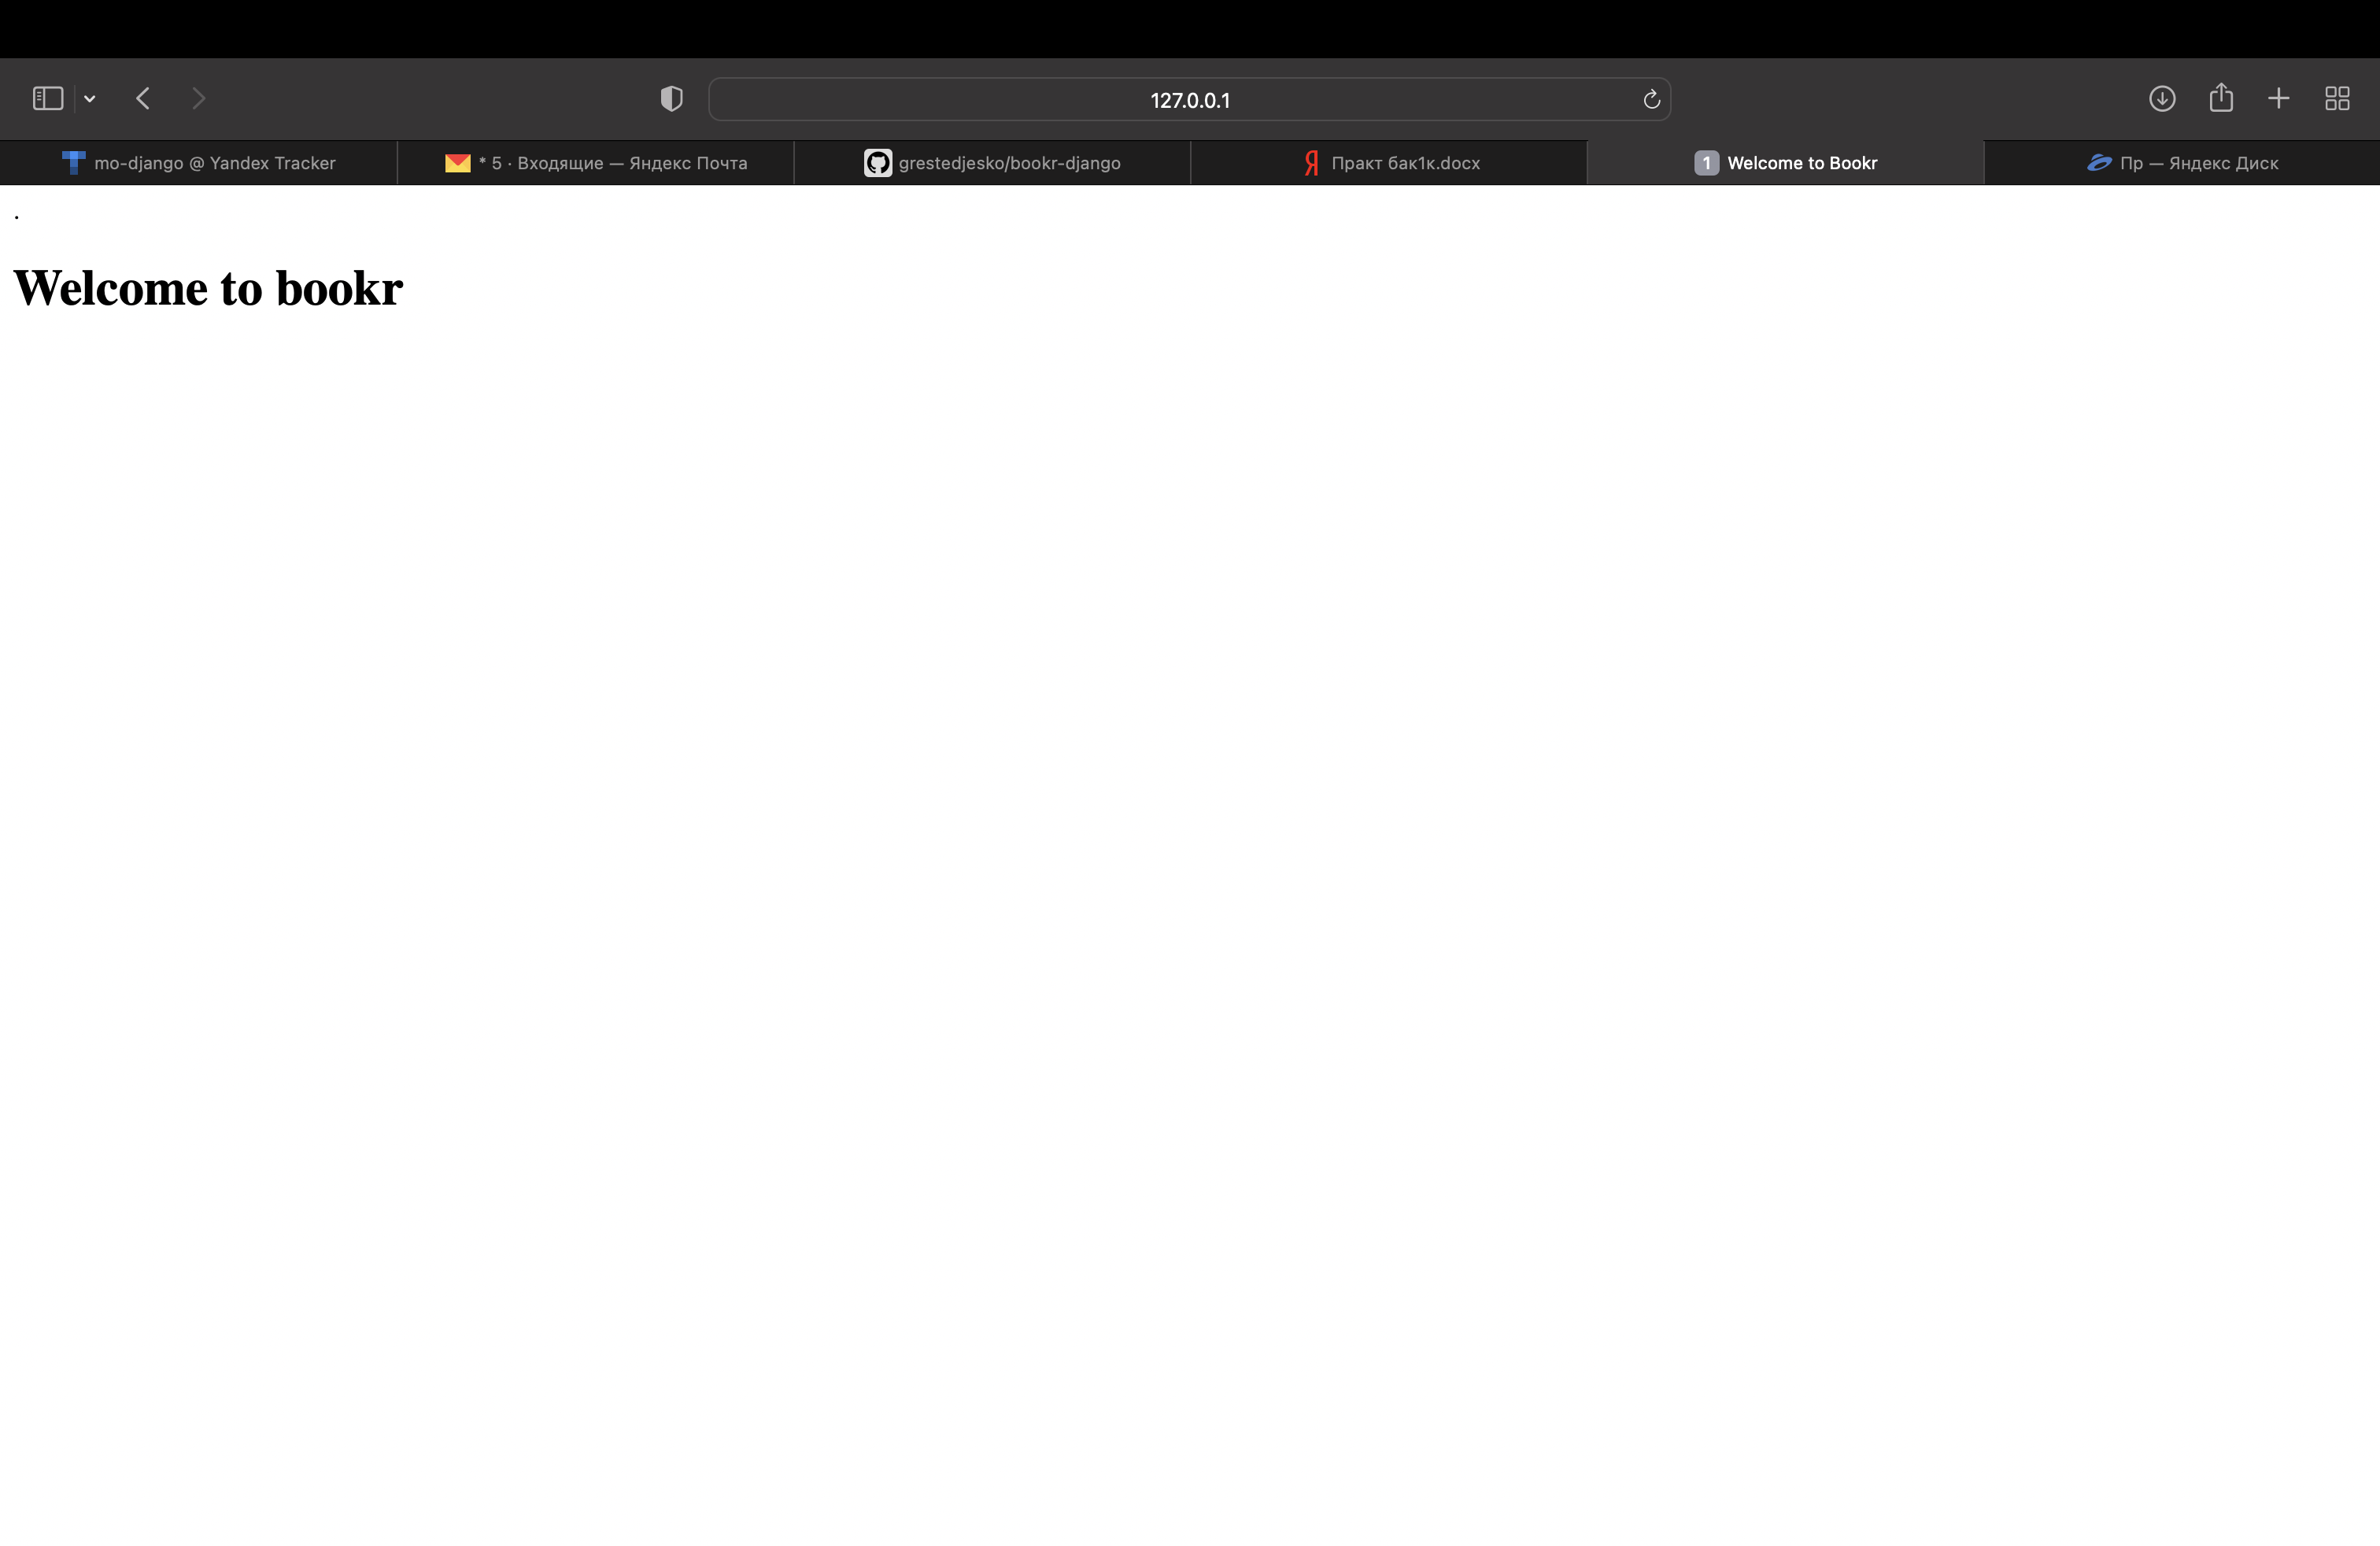 127.0.0.1
mo-django @ Yandex Tracker
* 5 · Входящие — Яндекс Почта
grestedjesko/bookr-django
Я Практ бак1к.docx
1 Welcome to Bookr
Пр — Яндекс Диск
.
Welcome to bookr